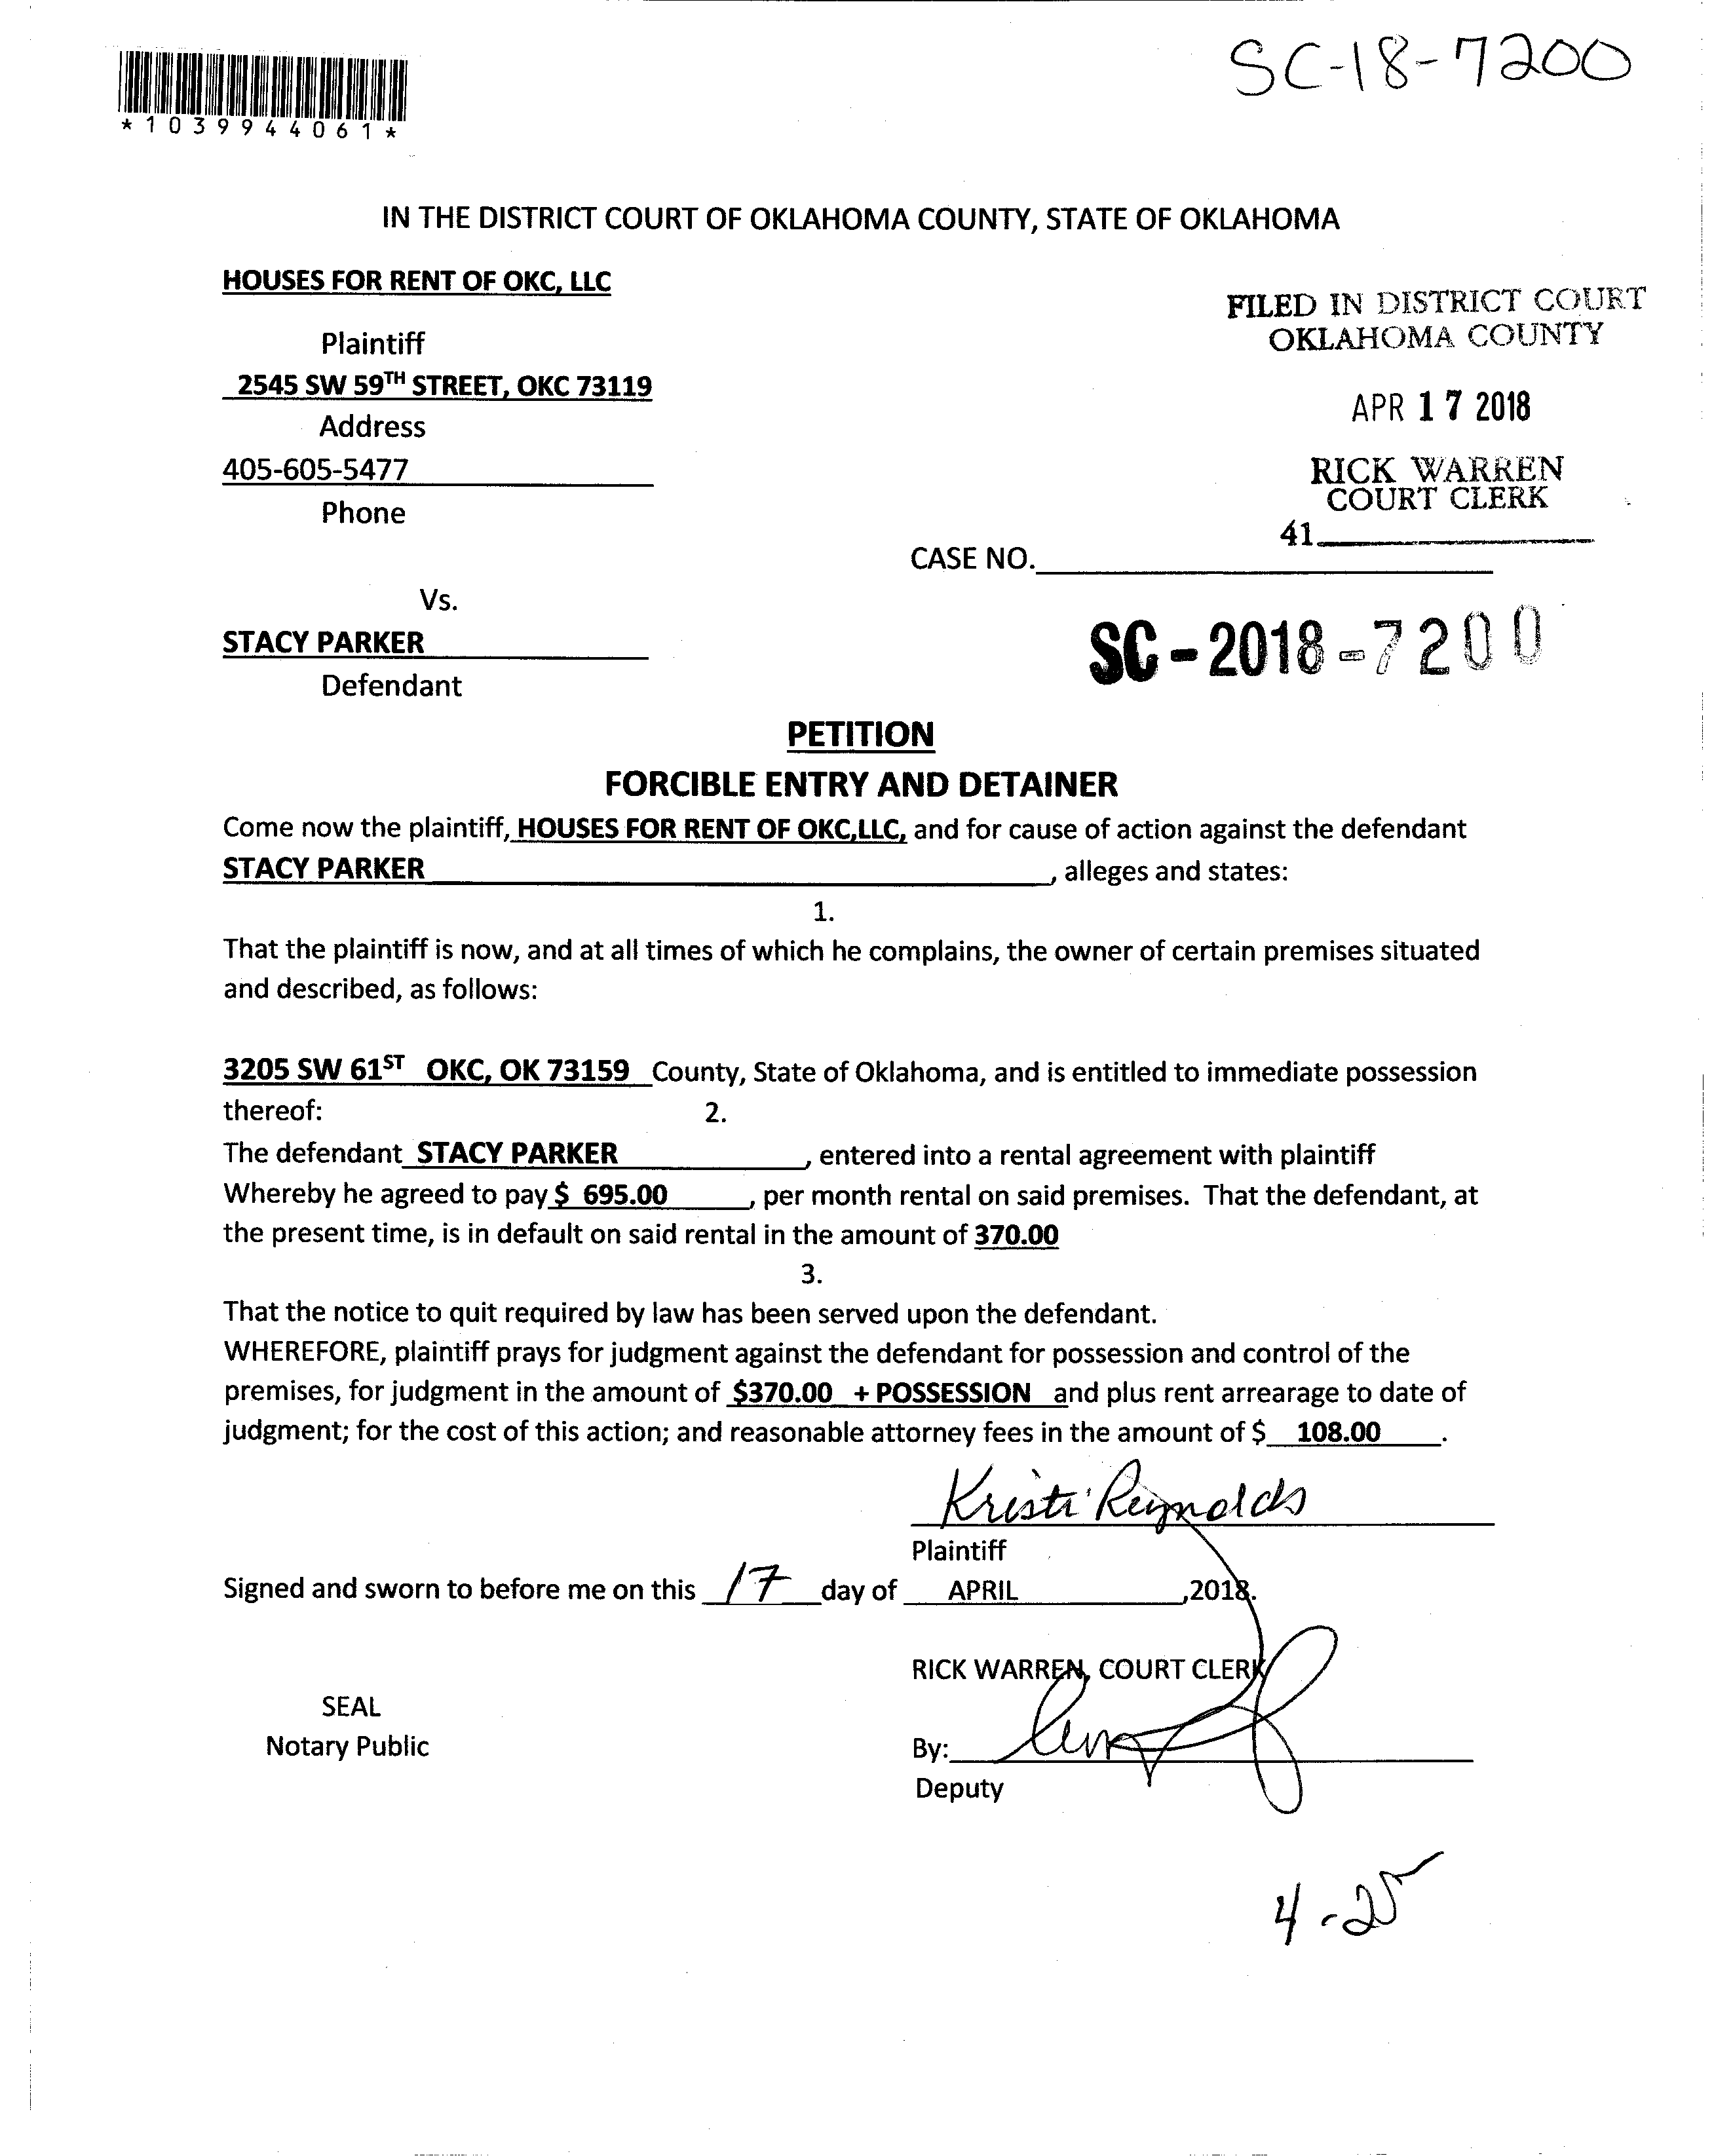 SC-18-7200
*1039944061*
IN THE DISTRICT COURT OF OKLAHOMA COUNTY, STATE OF OKLAHOMA
HOUSES FOR RENT OF OKC, LLC
Plaintiff
2545 SW 59TH STREET, OKC 73119
Address
405-605-5477
Phone
FILED IN DISTRICT COURT
OKLAHOMA COUNTY
APR 17 2018
RICK WARREN
COURT CLERK
41
CASE NO.
Vs.
STACY PARKER
Defendant
SC-2018-7200
PETITION
FORCIBLE ENTRY AND DETAINER
Come now the plaintiff, HOUSES FOR RENT OF OKC,LLC, and for cause of action against the defendant
STACY PARKER, alleges and states:
1.
That the plaintiff is now, and at all times of which he complains, the owner of certain premises situated
and described, as follows:
3205 SW 61ST OKC, OK 73159 County, State of Oklahoma, and is entitled to immediate possession
thereof: 2.
The defendant STACY PARKER, entered into a rental agreement with plaintiff
Whereby he agreed to pay $ 695.00, per month rental on said premises. That the defendant, at
the present time, is in default on said rental in the amount of 370.00
3.
That the notice to quit required by law has been served upon the defendant.
WHEREFORE, plaintiff prays for judgment against the defendant for possession and control of the
premises, for judgment in the amount of $370.00 + POSSESSION and plus rent arrearage to date of
judgment; for the cost of this action; and reasonable attorney fees in the amount of $ 108.00.
Kristi Reynolds
Plaintiff
Signed and sworn to before me on this 17 day of APRIL,2018.
RICK WARREN, COURT CLERK
SEAL
Notary Public
By:
Deputy
4-25